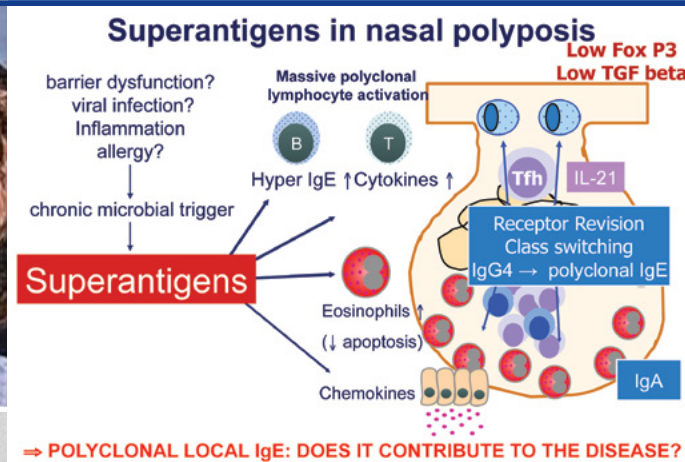 Superantigens in nasal polyposis
Low Fox P3
Low TGF beta
barrier dysfunction?
viral infection?
Inflammation
allergy?
chronic microbial trigger
Superantigens
Massive polyclonal
lymphocyte activation
B
T
Hyper IgE ↑ Cytokines ↑
Eosinophils ↑
(↓ apoptosis)
Chemokines
Tfh
IL-21
Receptor Revision
Class switching
IgG4 → polyclonal IgE
IgA
⇒ POLYCLONAL LOCAL IgE: DOES IT CONTRIBUTE TO THE DISEASE?